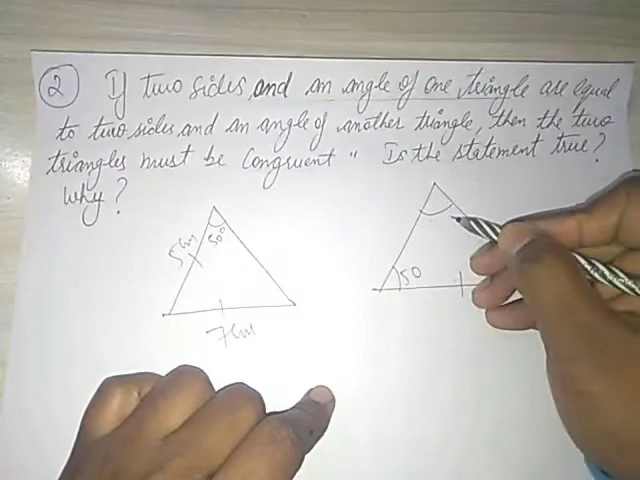 2 If two sides and an angle of one triangle are equal
to two sides and an angle of another triangle, then the two
triangles must be congruent " Is the statement true?
Why?
5cm 50°
50
7cm